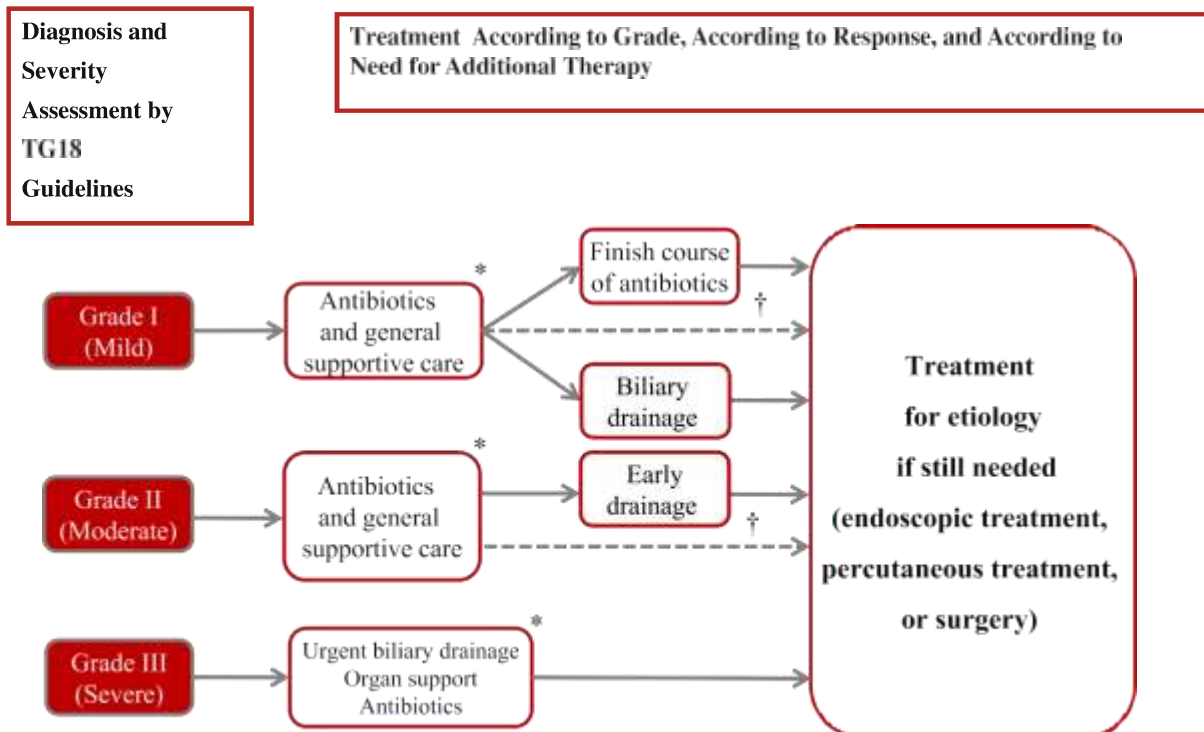 Diagnosis and
Severity
Assessment by
TG18
Guidelines
Treatment According to Grade, According to Response, and According to
Need for Additional Therapy
Grade I
(Mild)
Antibiotics
and general
supportive care
*
Finish course
of antibiotics
†
Biliary
drainage
Grade II
(Moderate)
Antibiotics
and general
supportive care
*
Early
drainage
†
Grade III
(Severe)
Urgent biliary drainage
Organ support
Antibiotics
*
Treatment
for etiology
if still needed
(endoscopic treatment,
percutaneous treatment,
or surgery)